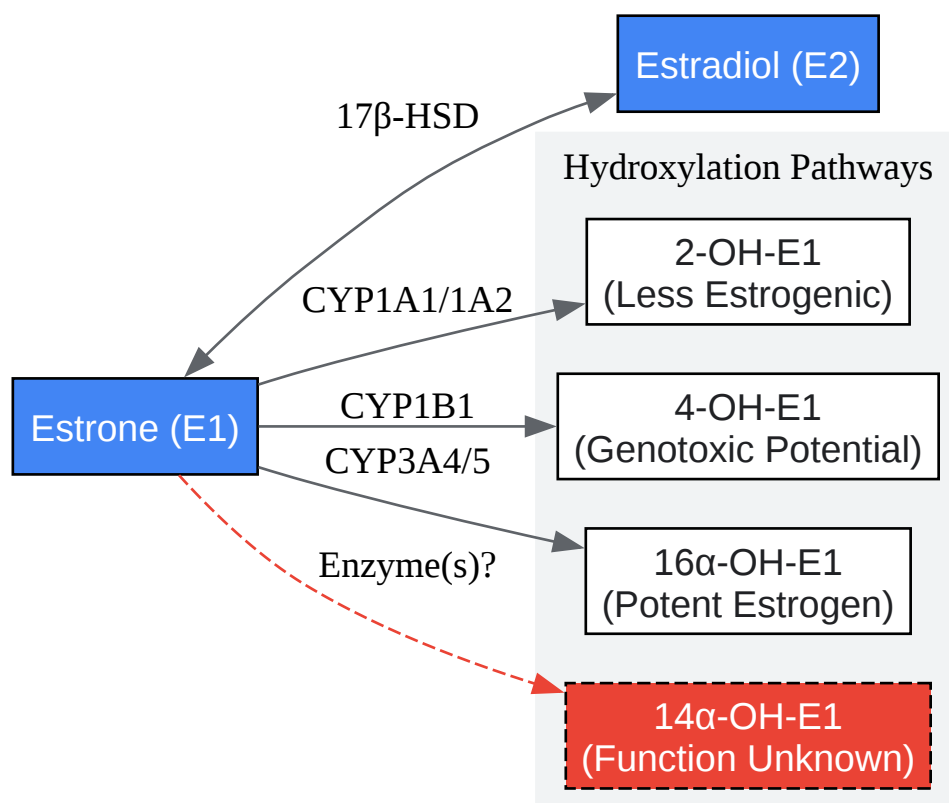 Estradiol (E2)
17β-HSD
Hydroxylation Pathways
2-OH-E1
(Less Estrogenic)
CYP1A1/1A2
4-OH-E1
(Genotoxic Potential)
CYP1B1
Estrone (E1)
CYP3A4/5
16α-OH-E1
(Potent Estrogen)
Enzyme(s)?
14α-OH-E1
(Function Unknown)